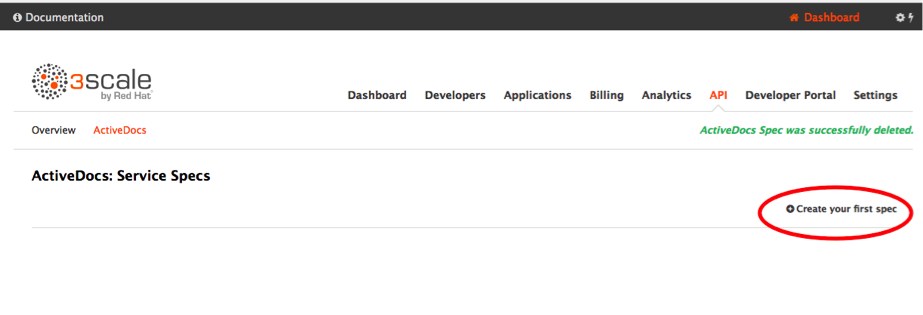 Documentation
Dashboard
3scale
by Red Hat
Dashboard Developers Applications Billing Analytics API Developer Portal Settings
Overview ActiveDocs
ActiveDocs Spec was successfully deleted.
ActiveDocs: Service Specs
Create your first spec